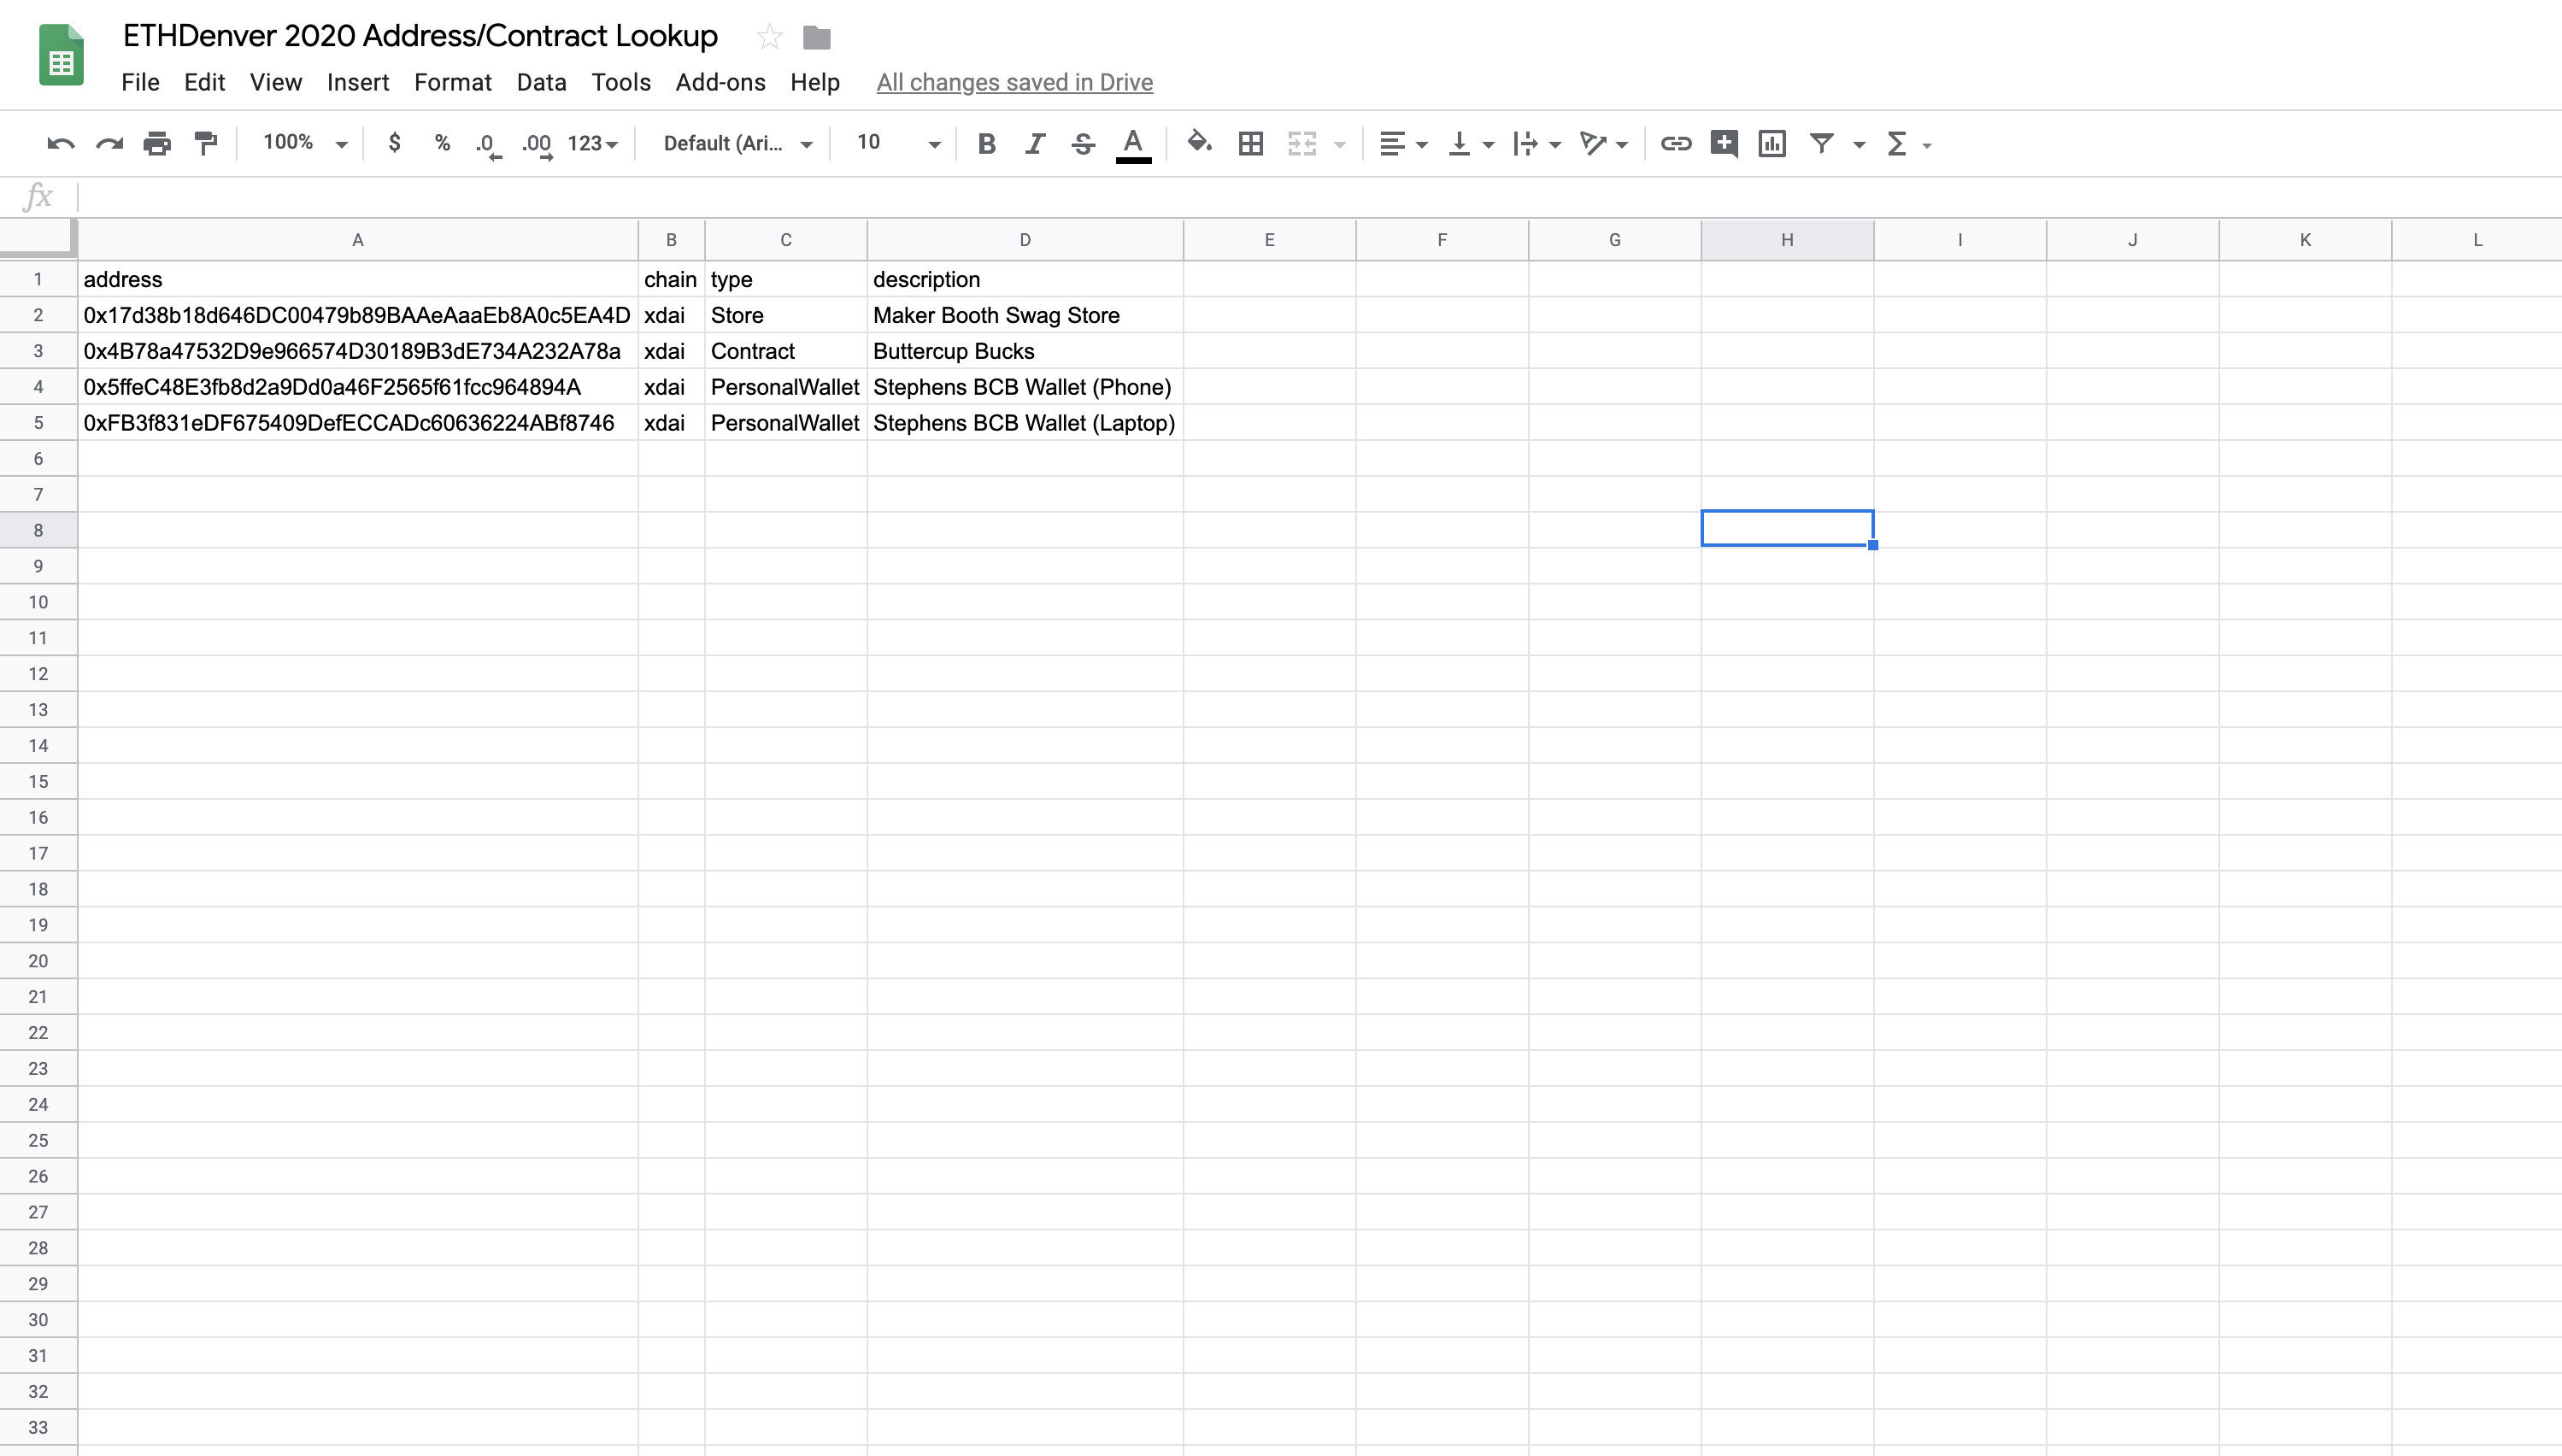 ETHDenver 2020 Address/Contract Lookup
File Edit View Insert Format Data Tools Add-ons Help All changes saved in Drive
100% $ % .0 .00 123 Default (Ari... 10 B I S A
fx
A B C D E F G H I J K L
1 address chain type description
2 0x17d38b18d646DC00479b89BAAeAaaEb8A0c5EA4D xdai Store Maker Booth Swag Store
3 0x4B78a47532D9e966574D30189B3dE734A232A78a xdai Contract Buttercup Bucks
4 0x5ffeC48E3fb8d2a9Dd0a46F2565f61fcc964894A xdai PersonalWallet Stephens BCB Wallet (Phone)
5 0xFB3f831eDF675409DefECCADc60636224ABf8746 xdai PersonalWallet Stephens BCB Wallet (Laptop)
6
7
8
9
10
11
12
13
14
15
16
17
18
19
20
21
22
23
24
25
26
27
28
29
30
31
32
33